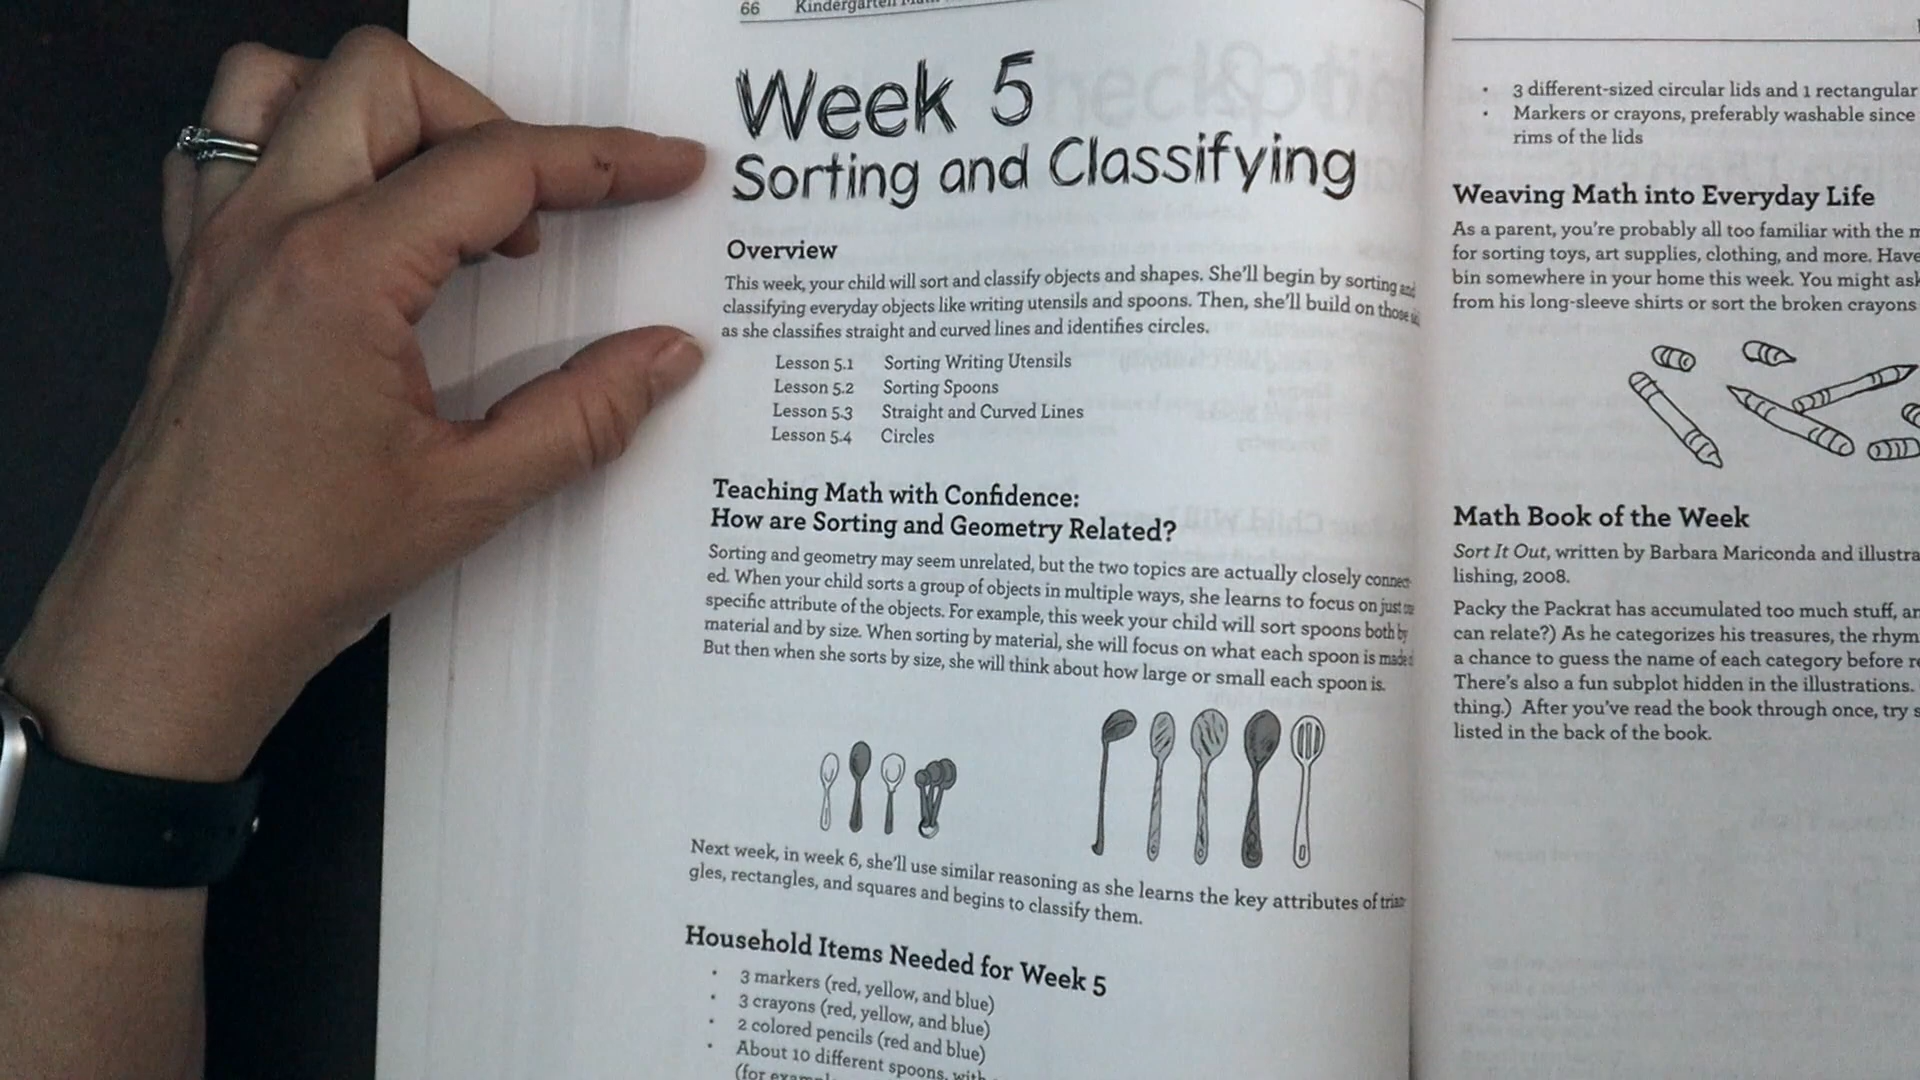 66 Kindergarten Math
Week 5
Sorting and Classifying
Overview
This week, your child will sort and classify objects and shapes. She'll begin by sorting and
classifying everyday objects like writing utensils and spoons. Then, she'll build on those
as she classifies straight and curved lines and identifies circles.
Lesson 5.1 Sorting Writing Utensils
Lesson 5.2 Sorting Spoons
Lesson 5.3 Straight and Curved Lines
Lesson 5.4 Circles
Teaching Math with Confidence:
How are Sorting and Geometry Related?
Sorting and geometry may seem unrelated, but the two topics are actually closely connect-
ed. When your child sorts a group of objects in multiple ways, she learns to focus on just one
specific attribute of the objects. For example, this week your child will sort spoons both by
material and by size. When sorting by material, she will focus on what each spoon is made
But then when she sorts by size, she will think about how large or small each spoon is.
Next week, in week 6, she'll use similar reasoning as she learns the key attributes of trian-
gles, rectangles, and squares and begins to classify them.
Household Items Needed for Week 5
• 3 markers (red, yellow, and blue)
• 3 crayons (red, yellow, and blue)
• 2 colored pencils (red and blue)
• About 10 different spoons, with
(for
• 3 different-sized circular lids and 1 rectangular
• Markers or crayons, preferably washable since
rims of the lids
Weaving Math into Everyday Life
As a parent, you're probably all too familiar with the
for sorting toys, art supplies, clothing, and more. Have
bin somewhere in your home this week. You might ask
from his long-sleeve shirts or sort the broken crayons
Math Book of the Week
Sort It Out, written by Barbara Mariconda and
lishing, 2008.
Packy the Packrat has accumulated too much stuff,
can relate?) As he categorizes his treasures, the
a chance to guess the name of each category before
There's also a fun subplot hidden in the illustrations.
thing.) After you've read the book through once, try
listed in the back of the book.